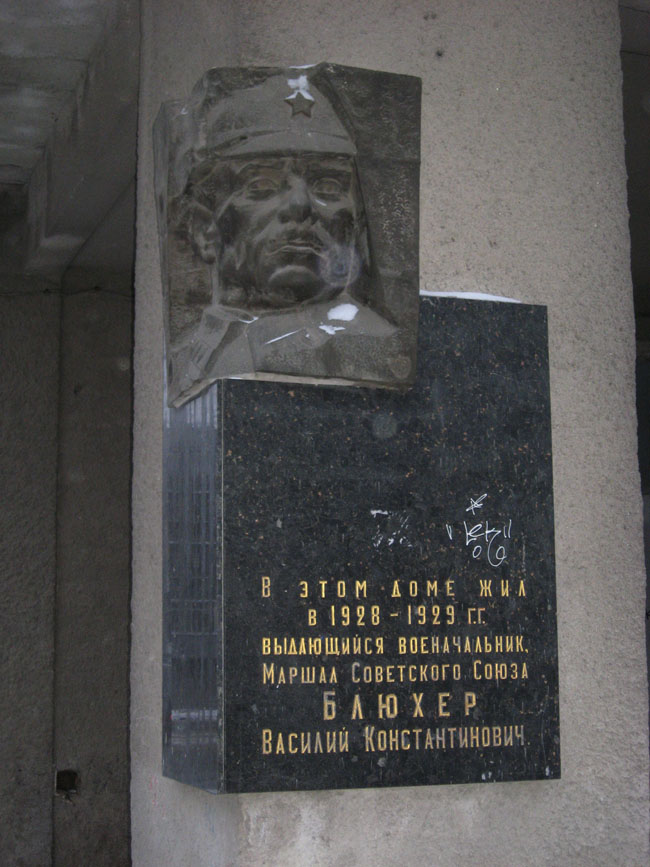 В этом доме жил
в 1928-1929 г.г.
выдающийся военачальник,
Маршал Советского Союза
БЛЮХЕР
Василий Константинович